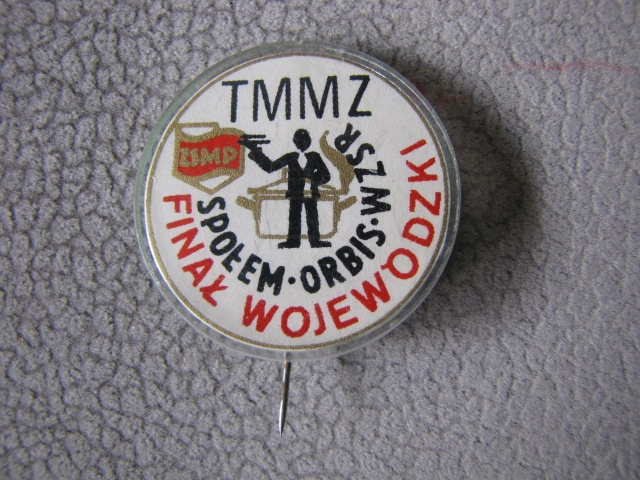 TMMZ
ZSMP
SPOŁEM·ORBIS·WZSR
FINAŁ WOJEWÓDZKI